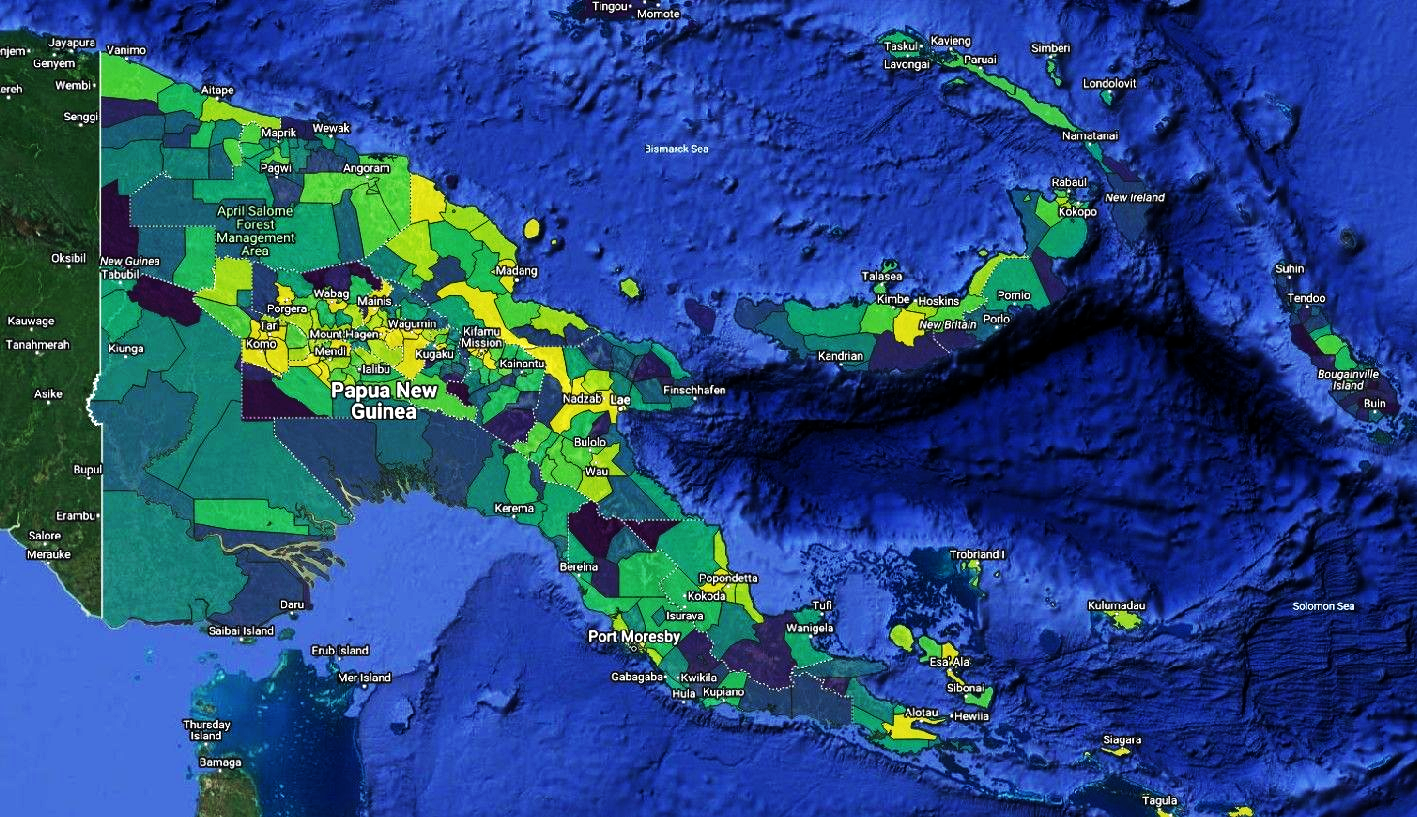 Tingou
Momote
Jayapura
Vanimo
Genyem
Wembi
Aitape
Senggi
Maprik
Wewak
Pagwi
Angoram
Bismarck Sea
Taskul
Kavieng
Lavongai
Paruai
Simberi
Londolovit
Namatanai
Rabaul
New Ireland
Kokopo
April Salome
Forest
Management
Area
Oksibil
New Guinea
Tabubil
Madang
Talasea
Kimbe
Hoskins
Pomio
New Britain
Porlo
Kandrian
Suhin
Tendoo
Bougainville
Island
Buin
Wabag
Mainis
Porgera
Tari
Mount Hagen
Wagumin
Komo
Mendi
Kugaku
Kifamu
Mission
Kainantu
Ialibu
Kauwage
Tanahmerah
Kiunga
Papua New
Guinea
Asike
Nadzab
Lae
Finschhafen
Bulolo
Wau
Bupul
Kerema
Erambu
Salore
Merauke
Bereina
Popondetta
Kokoda
Isurava
Trobriand I
Kulumadau
Solomon Sea
Daru
Saibai Island
Tufi
Wanigela
Port Moresby
Erub Island
Mer Island
Gabagaba
Kwikila
Hula
Kupiano
Esa'Ala
Sibonai
Alotau
Hewiia
Siagara
Tagula
Thursday
Island
Bamaga